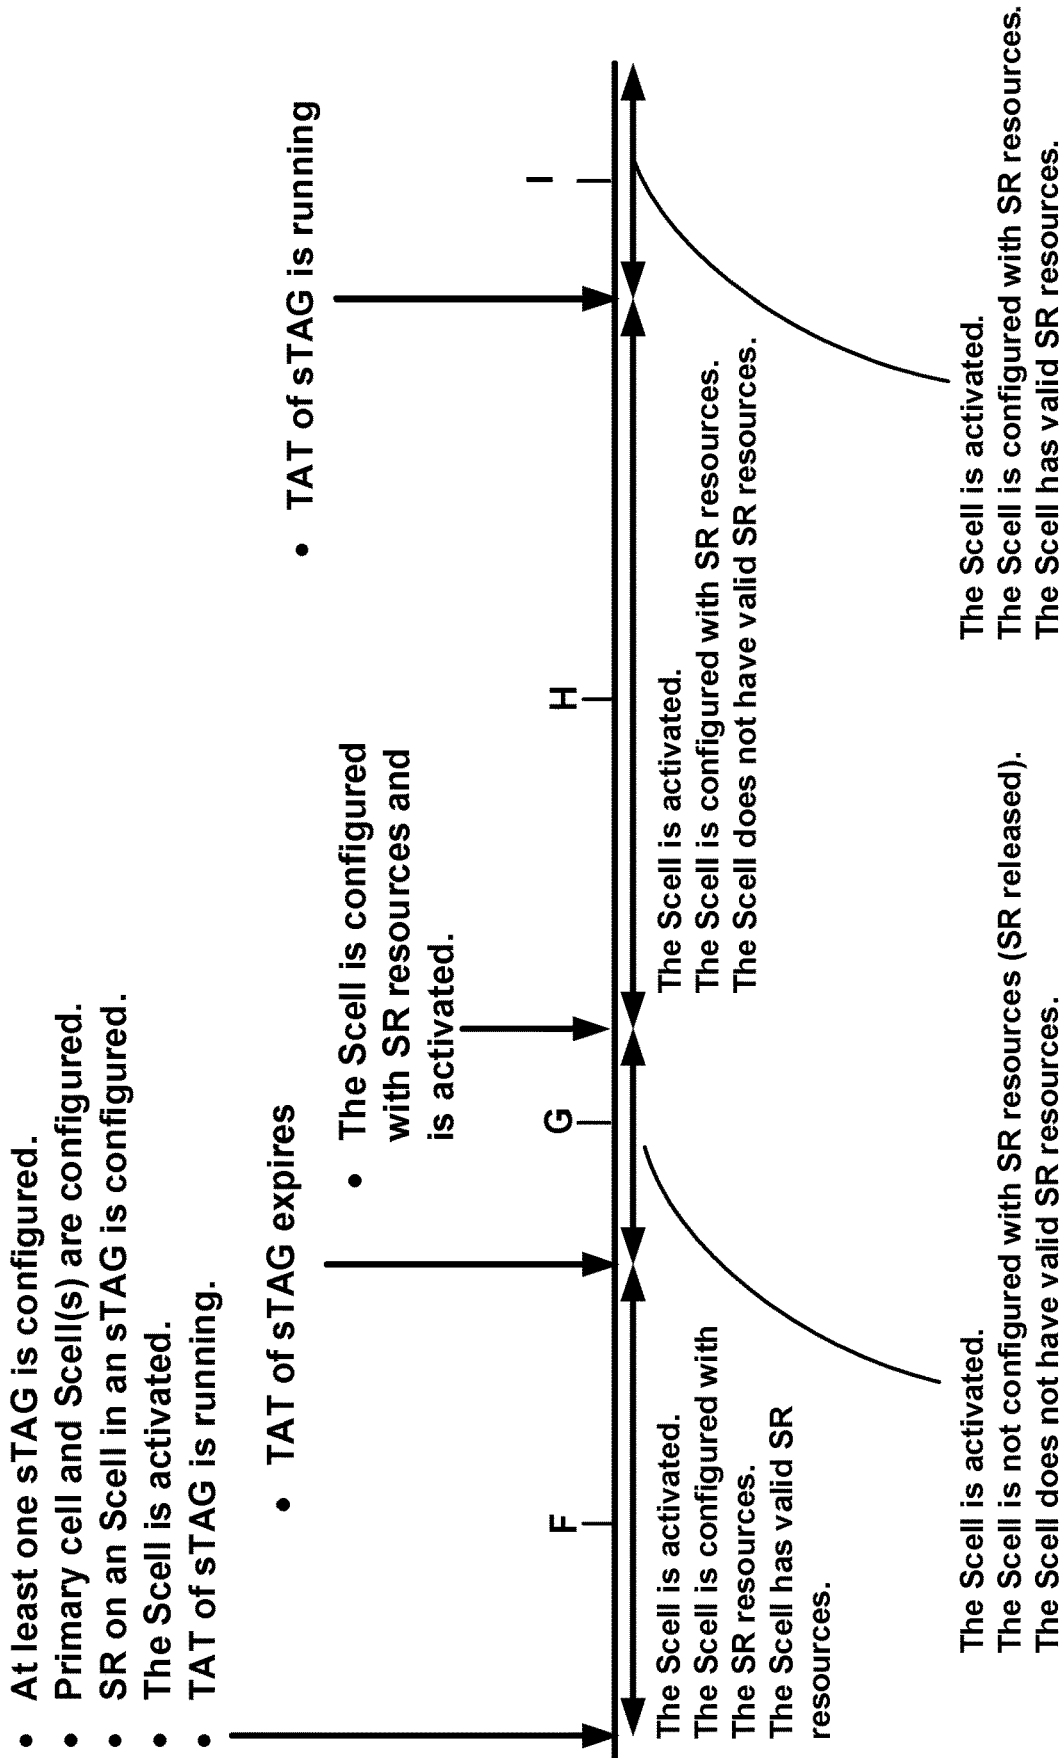 • At least one sTAG is configured.
• Primary cell and Scell(s) are configured.
• SR on an Scell in an sTAG is configured.
• The Scell is activated.
• TAT of sTAG is running.
• TAT of sTAG expires
• The Scell is configured
with SR resources and
is activated.
• TAT of sTAG is running
F
G
H
I
The Scell is activated.
The Scell is configured with
the SR resources.
The Scell has valid SR
resources.
The Scell is activated.
The Scell is configured with SR resources.
The Scell does not have valid SR resources.
The Scell is activated.
The Scell is not configured with SR resources (SR released).
The Scell does not have valid SR resources.
The Scell is activated.
The Scell is configured with SR resources.
The Scell has valid SR resources.